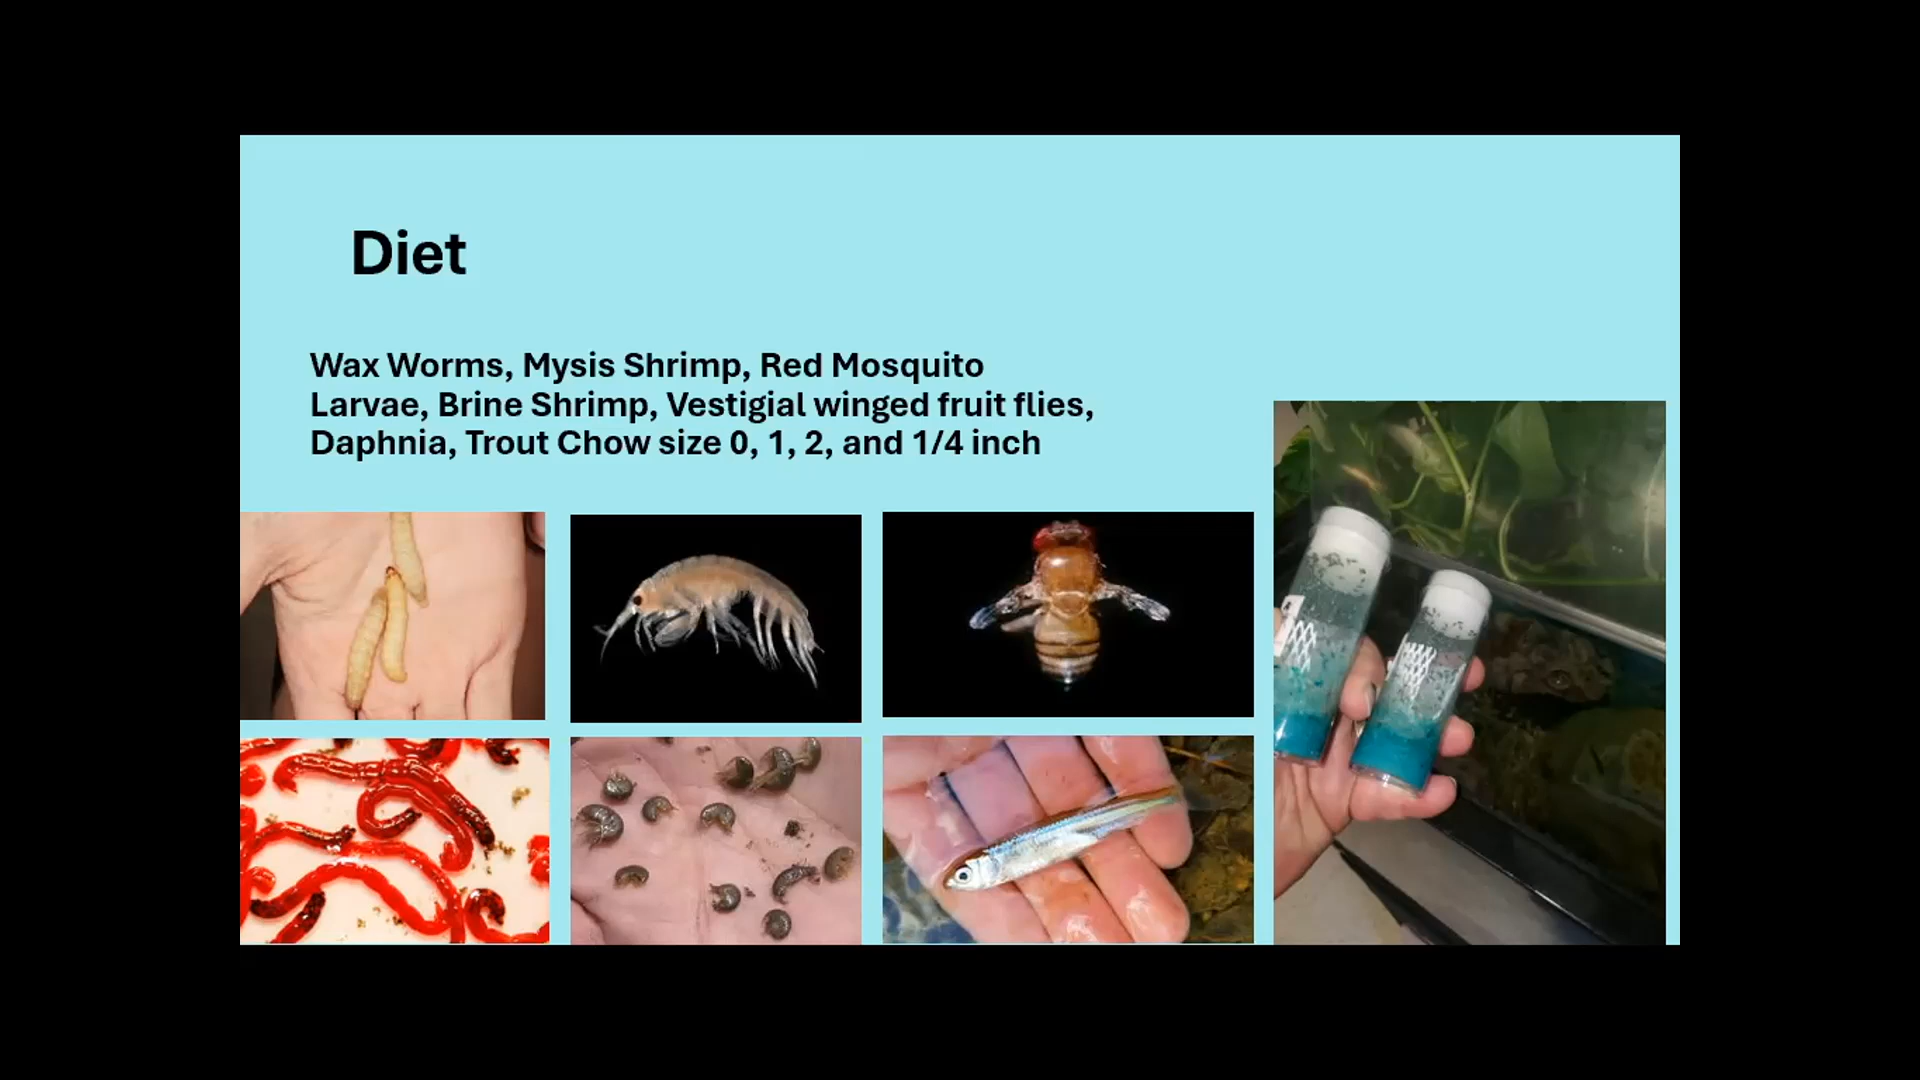 Diet
Wax Worms, Mysis Shrimp, Red Mosquito
Larvae, Brine Shrimp, Vestigial winged fruit flies,
Daphnia, Trout Chow size 0, 1, 2, and 1/4 inch